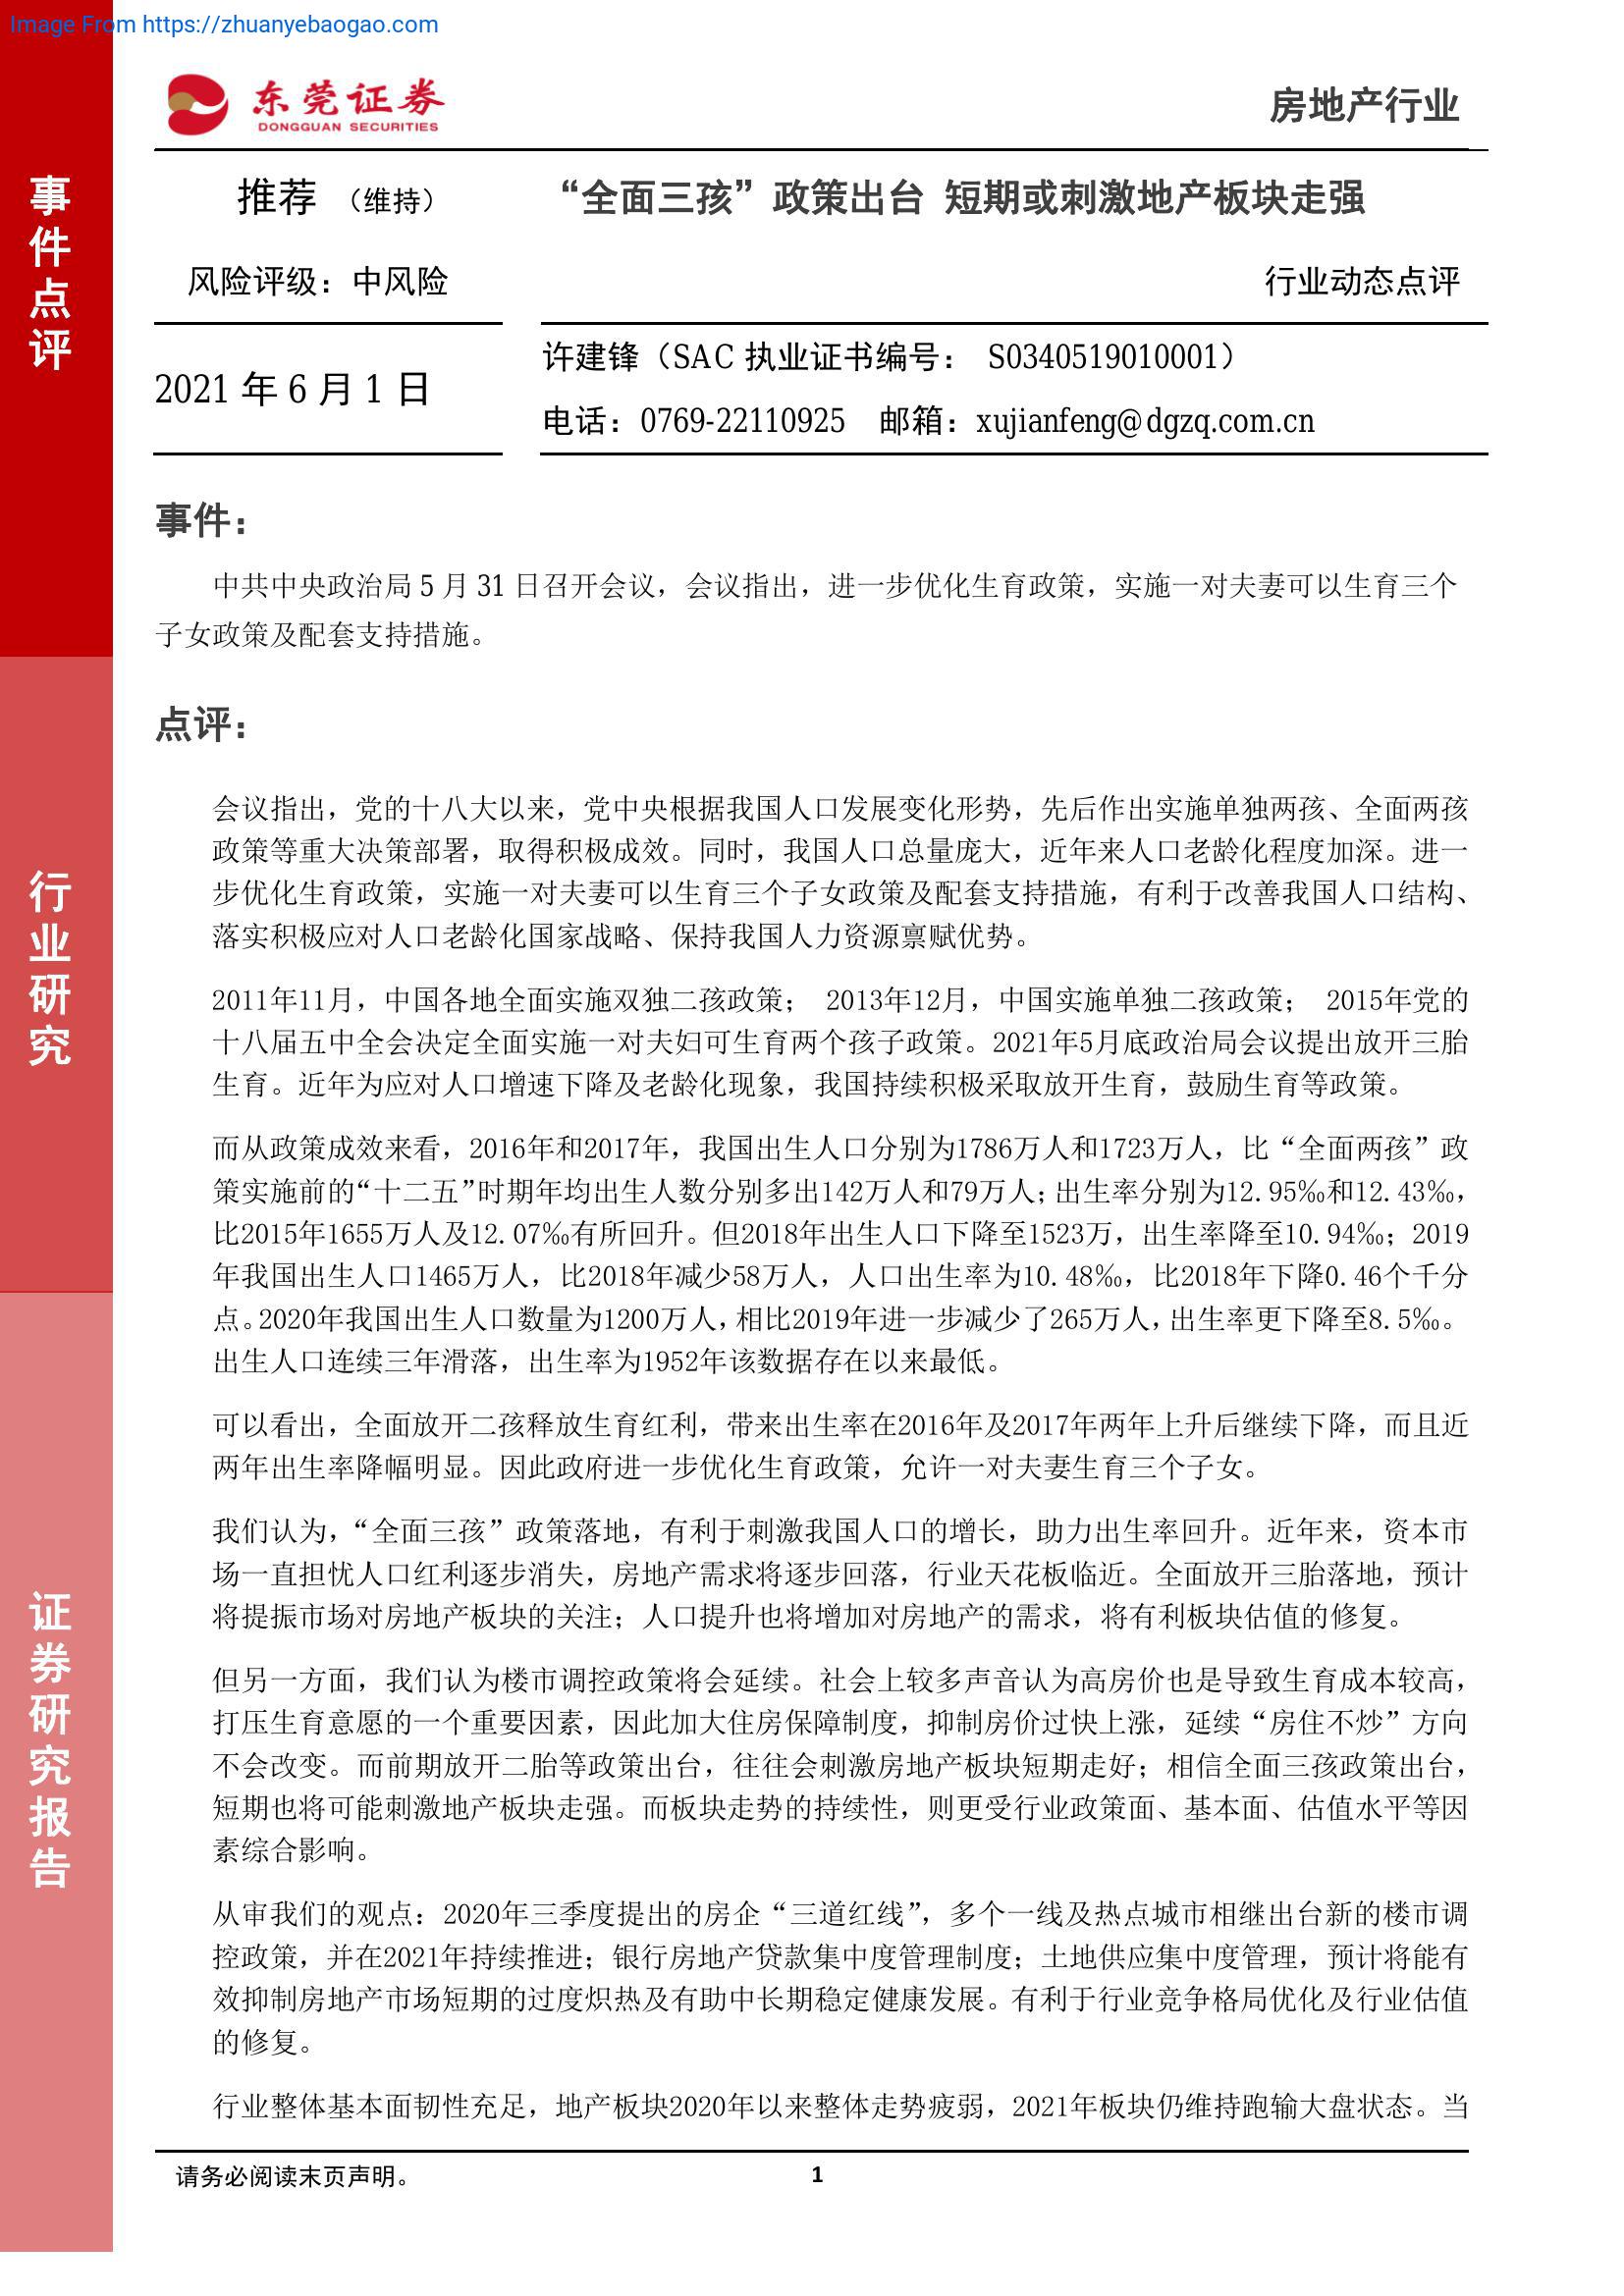 Image From https://zhuanyebaogao.com
东莞证券
DONGGUAN SECURITIES
房地产行业
事件点评
行业研究
证券研究报告
推荐 （维持）
“全面三孩”政策出台 短期或刺激地产板块走强
风险评级：中风险
行业动态点评
2021 年 6 月 1 日
许建锋（SAC 执业证书编号： S0340519010001）
电话：0769-22110925 邮箱：xujianfeng@dgzq.com.cn
事件：
中共中央政治局 5 月 31 日召开会议，会议指出，进一步优化生育政策，实施一对夫妻可以生育三个
子女政策及配套支持措施。
点评：
会议指出，党的十八大以来，党中央根据我国人口发展变化形势，先后作出实施单独两孩、全面两孩
政策等重大决策部署，取得积极成效。同时，我国人口总量庞大，近年来人口老龄化程度加深。进一
步优化生育政策，实施一对夫妻可以生育三个子女政策及配套支持措施，有利于改善我国人口结构、
落实积极应对人口老龄化国家战略、保持我国人力资源禀赋优势。
2011年11月，中国各地全面实施双独二孩政策； 2013年12月，中国实施单独二孩政策； 2015年党的
十八届五中全会决定全面实施一对夫妇可生育两个孩子政策。2021年5月底政治局会议提出放开三胎
生育。近年为应对人口增速下降及老龄化现象，我国持续积极采取放开生育，鼓励生育等政策。
而从政策成效来看，2016年和2017年，我国出生人口分别为1786万人和1723万人，比“全面两孩”政
策实施前的“十二五”时期年均出生人数分别多出142万人和79万人；出生率分别为12.95‰和12.43‰，
比2015年1655万人及12.07‰有所回升。但2018年出生人口下降至1523万，出生率降至10.94‰；2019
年我国出生人口1465万人，比2018年减少58万人，人口出生率为10.48‰，比2018年下降0.46个千分
点。2020年我国出生人口数量为1200万人，相比2019年进一步减少了265万人，出生率更下降至8.5‰。
出生人口连续三年滑落，出生率为1952年该数据存在以来最低。
可以看出，全面放开二孩释放生育红利，带来出生率在2016年及2017年两年上升后继续下降，而且近
两年出生率降幅明显。因此政府进一步优化生育政策，允许一对夫妻生育三个子女。
我们认为，“全面三孩”政策落地，有利于刺激我国人口的增长，助力出生率回升。近年来，资本市
场一直担忧人口红利逐步消失，房地产需求将逐步回落，行业天花板临近。全面放开三胎落地，预计
将提振市场对房地产板块的关注；人口提升也将增加对房地产的需求，将有利板块估值的修复。
但另一方面，我们认为楼市调控政策将会延续。社会上较多声音认为高房价也是导致生育成本较高，
打压生育意愿的一个重要因素，因此加大住房保障制度，抑制房价过快上涨，延续“房住不炒”方向
不会改变。而前期放开二胎等政策出台，往往会刺激房地产板块短期走好；相信全面三孩政策出台，
短期也将可能刺激地产板块走强。而板块走势的持续性，则更受行业政策面、基本面、估值水平等因
素综合影响。
从审我们的观点：2020年三季度提出的房企“三道红线”，多个一线及热点城市相继出台新的楼市调
控政策，并在2021年持续推进；银行房地产贷款集中度管理制度；土地供应集中度管理，预计将能有
效抑制房地产市场短期的过度炽热及有助中长期稳定健康发展。有利于行业竞争格局优化及行业估值
的修复。
行业整体基本面韧性充足，地产板块2020年以来整体走势疲弱，2021年板块仍维持跑输大盘状态。当
请务必阅读末页声明。
1